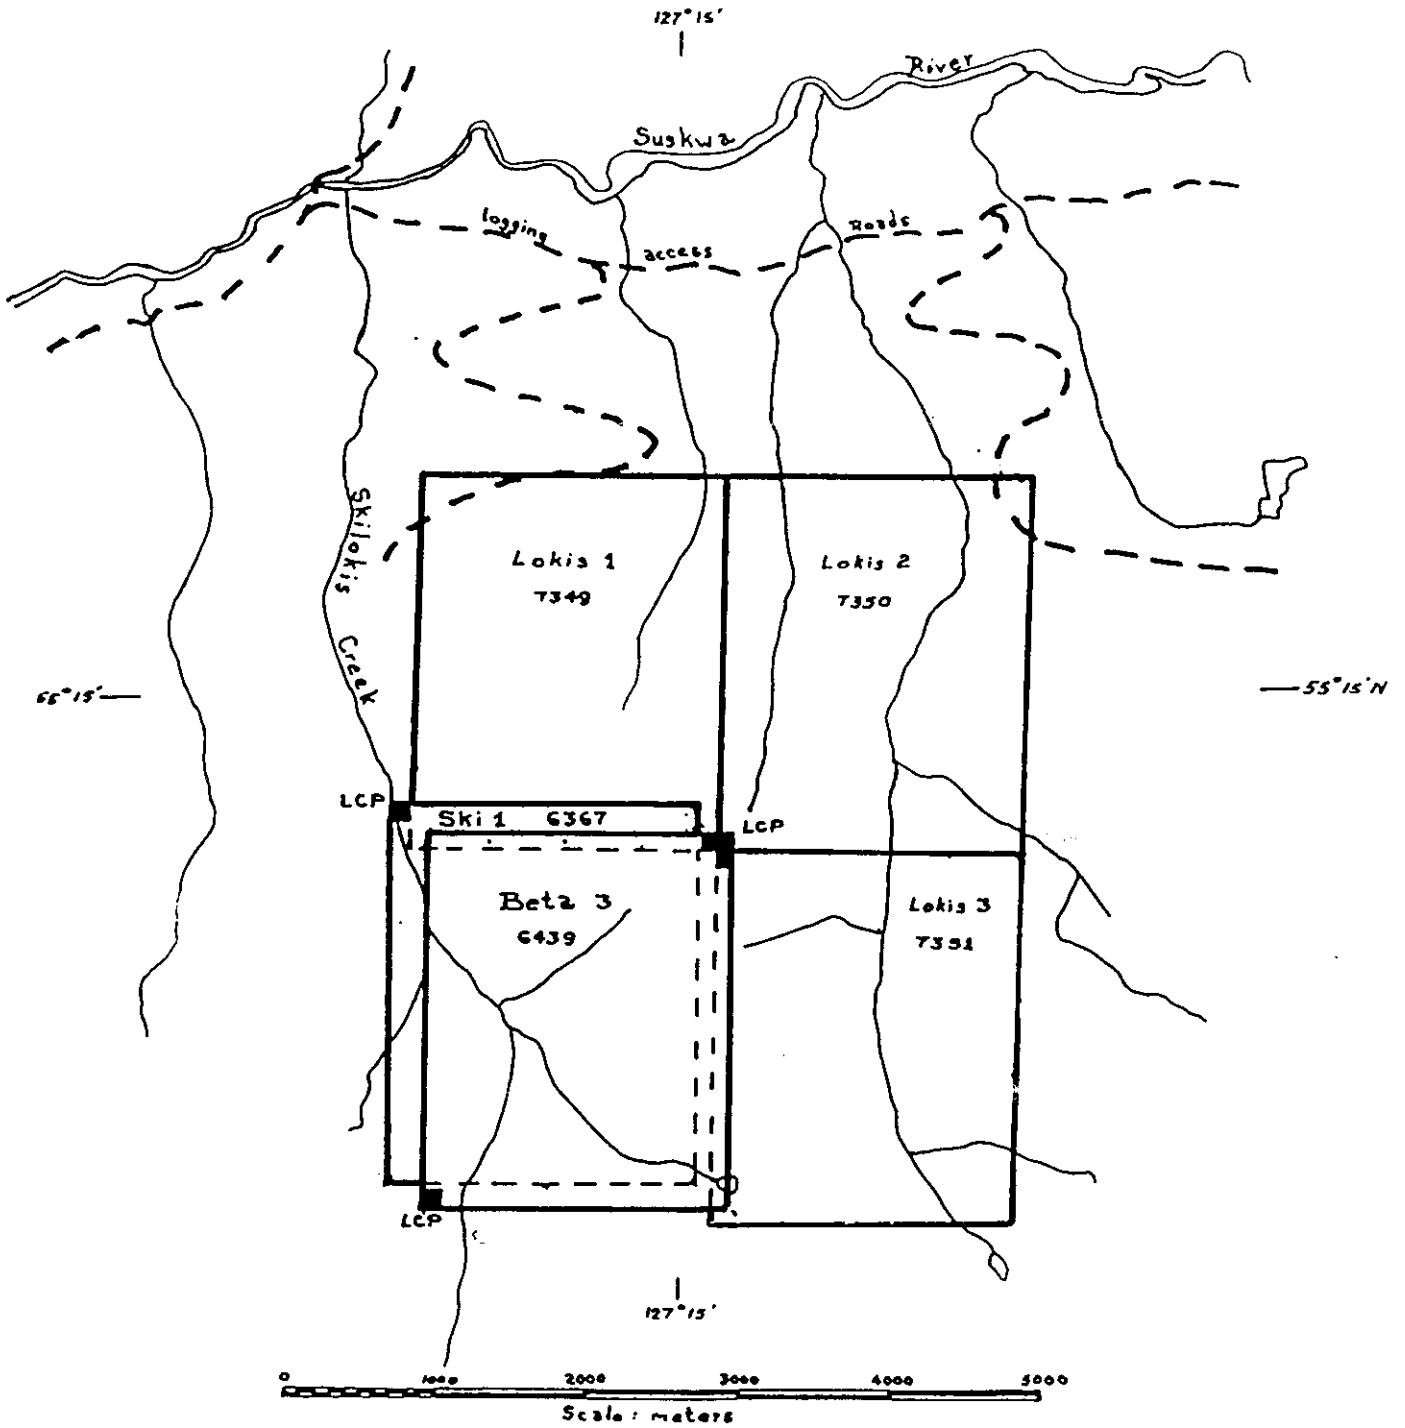 127°15'
River
Suskwa
logging
access
Roads
Skilokis
Creek
Lokis 1
7349
Lokis 2
7350
55°15'
55°15'N
LCP
Ski 1 6367
LCP
Beta 3
6439
Lokis 3
7351
LCP
127°15'
0 1000 2000 3000 4000 5000
Scale: meters